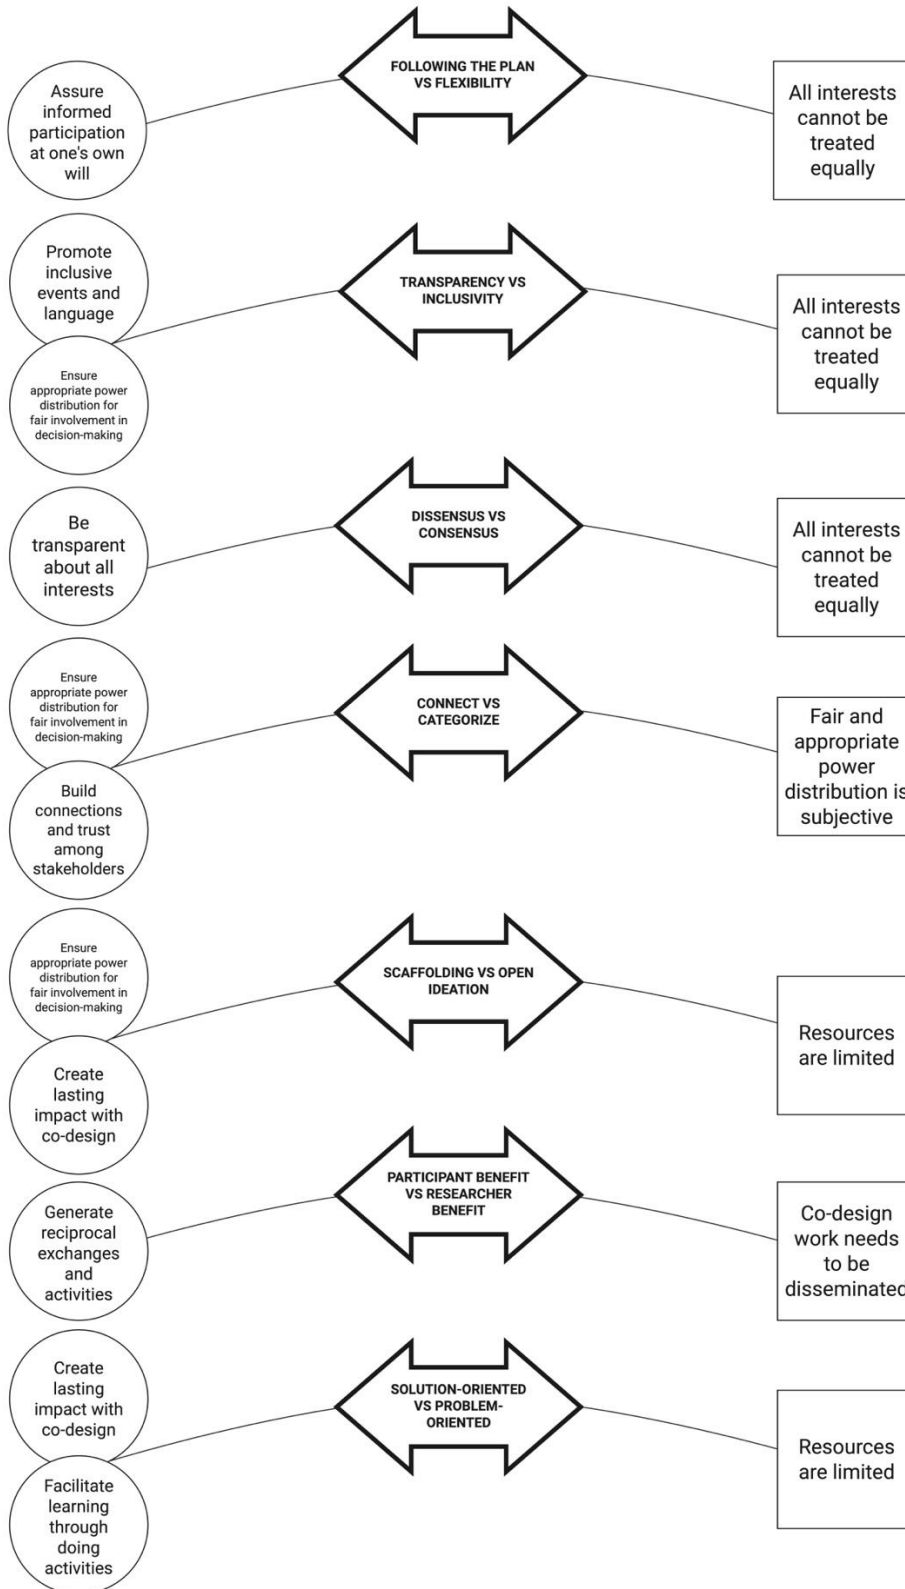 FOLLOWING THE PLAN
VS FLEXIBILITY
Assure
informed
participation
at one's own
will
All interests
cannot be
treated
equally
Promote
inclusive
events and
language
Ensure
appropriate power
distribution for
fair involvement in
decision-making
TRANSPARENCY VS
INCLUSIVITY
All interests
cannot be
treated
equally
Be
transparent
about all
interests
DISSENSUS VS
CONSENSUS
All interests
cannot be
treated
equally
Ensure
appropriate power
distribution for
fair involvement in
decision-making
Build
connections
and trust
among
stakeholders
CONNECT VS
CATEGORIZE
Fair and
appropriate
power
distribution is
subjective
Ensure
appropriate power
distribution for
fair involvement in
decision-making
Create
lasting
impact with
co-design
SCAFFOLDING VS OPEN
IDEATION
Resources
are limited
Generate
reciprocal
exchanges
and
activities
PARTICIPANT BENEFIT
VS RESEARCHER
BENEFIT
Co-design
work needs
to be
disseminated
Create
lasting
impact with
co-design
Facilitate
learning
through
doing
activities
SOLUTION-ORIENTED
VS PROBLEM-
ORIENTED
Resources
are limited